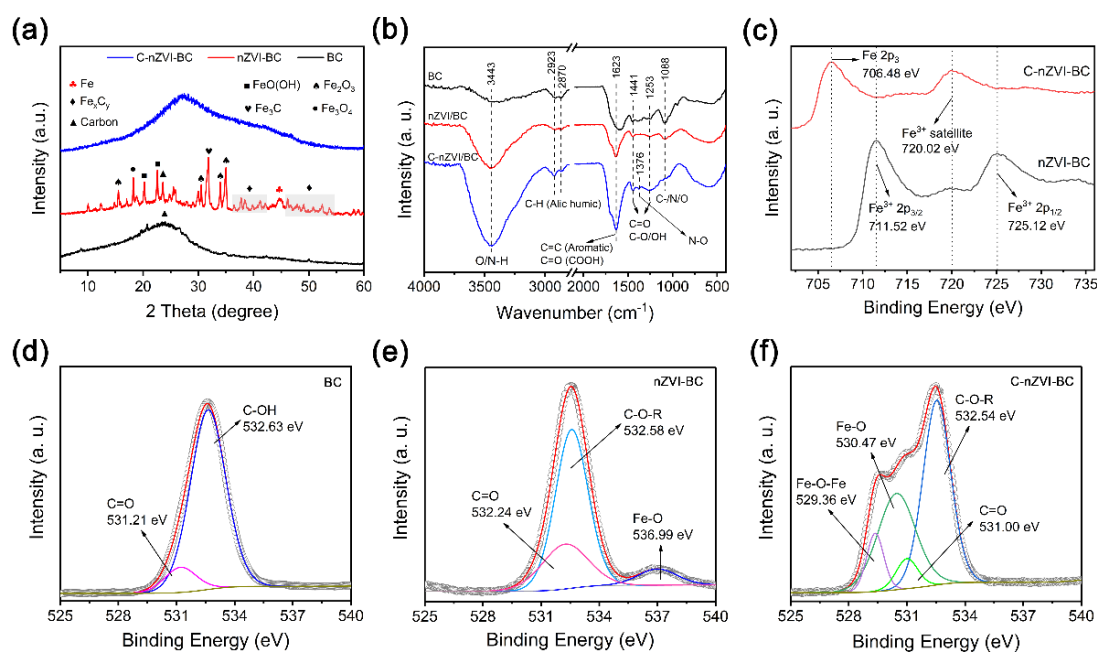 (a)
C-nZVI-BC
nZVI-BC
BC
Fe
FeO(OH)
Fe2O3
FexCy
Fe3C
Fe3O4
Carbon
Intensity (a.u.)
10
20
30
40
50
60
2 Theta (degree)
(b)
3443
2923
2870
1623
1441
1253
1088
BC
nZVI/BC
C-nZVI/BC
1376
C-H (Alic humic)
C-/N/O
C=O
C-O/OH
N-O
C=C (Aromatic)
C=O (COOH)
O/N-H
Intensity (a.u.)
4000
3500
3000
2000
1500
1000
500
Wavenumber (cm-1)
(c)
Fe 2p3
706.48 eV
C-nZVI-BC
Fe3+ satellite
720.02 eV
nZVI-BC
Fe3+ 2p3/2
711.52 eV
Fe3+ 2p1/2
725.12 eV
Intensity (a.u.)
705
710
715
720
725
730
735
Binding Energy (eV)
(d)
BC
C-OH
532.63 eV
C=O
531.21 eV
Intensity (a. u.)
525
528
531
534
537
540
Binding Energy (eV)
(e)
nZVI-BC
C-O-R
532.58 eV
C=O
532.24 eV
Fe-O
536.99 eV
Intensity (a. u.)
525
528
531
534
537
540
Binding Energy (eV)
(f)
C-nZVI-BC
C-O-R
532.54 eV
Fe-O
530.47 eV
Fe-O-Fe
529.36 eV
C=O
531.00 eV
Intensity (a. u.)
525
528
531
534
537
540
Binding Energy (eV)